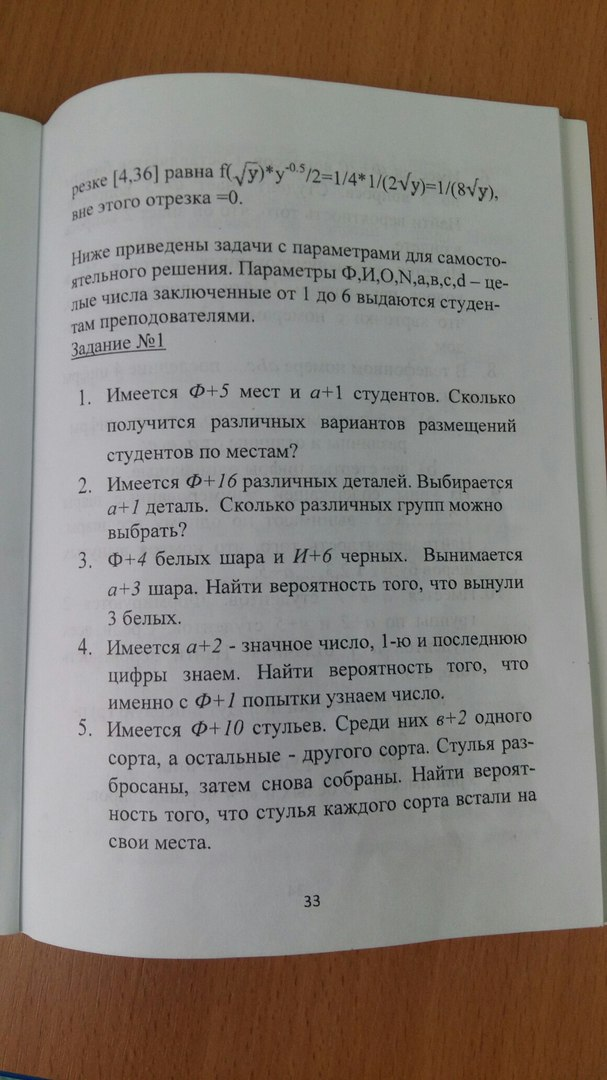 резке [4,36] равна f(√y)*y^-0.5/2=1/4*1/(2√y)=1/(8√y),
вне этого отрезка =0.
Ниже приведены задачи с параметрами для самосто-
ятельного решения. Параметры Ф,И,О,N,а,в,с,d – це-
лые числа заключенные от 1 до 6 выдаются студен-
там преподователями.
Задание №1
1. Имеется Ф+5 мест и а+1 студентов. Сколько
получится различных вариантов размещений
студентов по местам?
2. Имеется Ф+16 различных деталей. Выбирается
а+1 деталь. Сколько различных групп можно
выбрать?
3. Ф+4 белых шара и И+6 черных. Вынимается
а+3 шара. Найти вероятность того, что вынули
3 белых.
4. Имеется а+2 - значное число, 1-ю и последнюю
цифры знаем. Найти вероятность того, что
именно с Ф+1 попытки узнаем число.
5. Имеется Ф+10 стульев. Среди них в+2 одного
сорта, а остальные - другого сорта. Стулья раз-
бросаны, затем снова собраны. Найти вероят-
ность того, что стулья каждого сорта встали на
свои места.
33